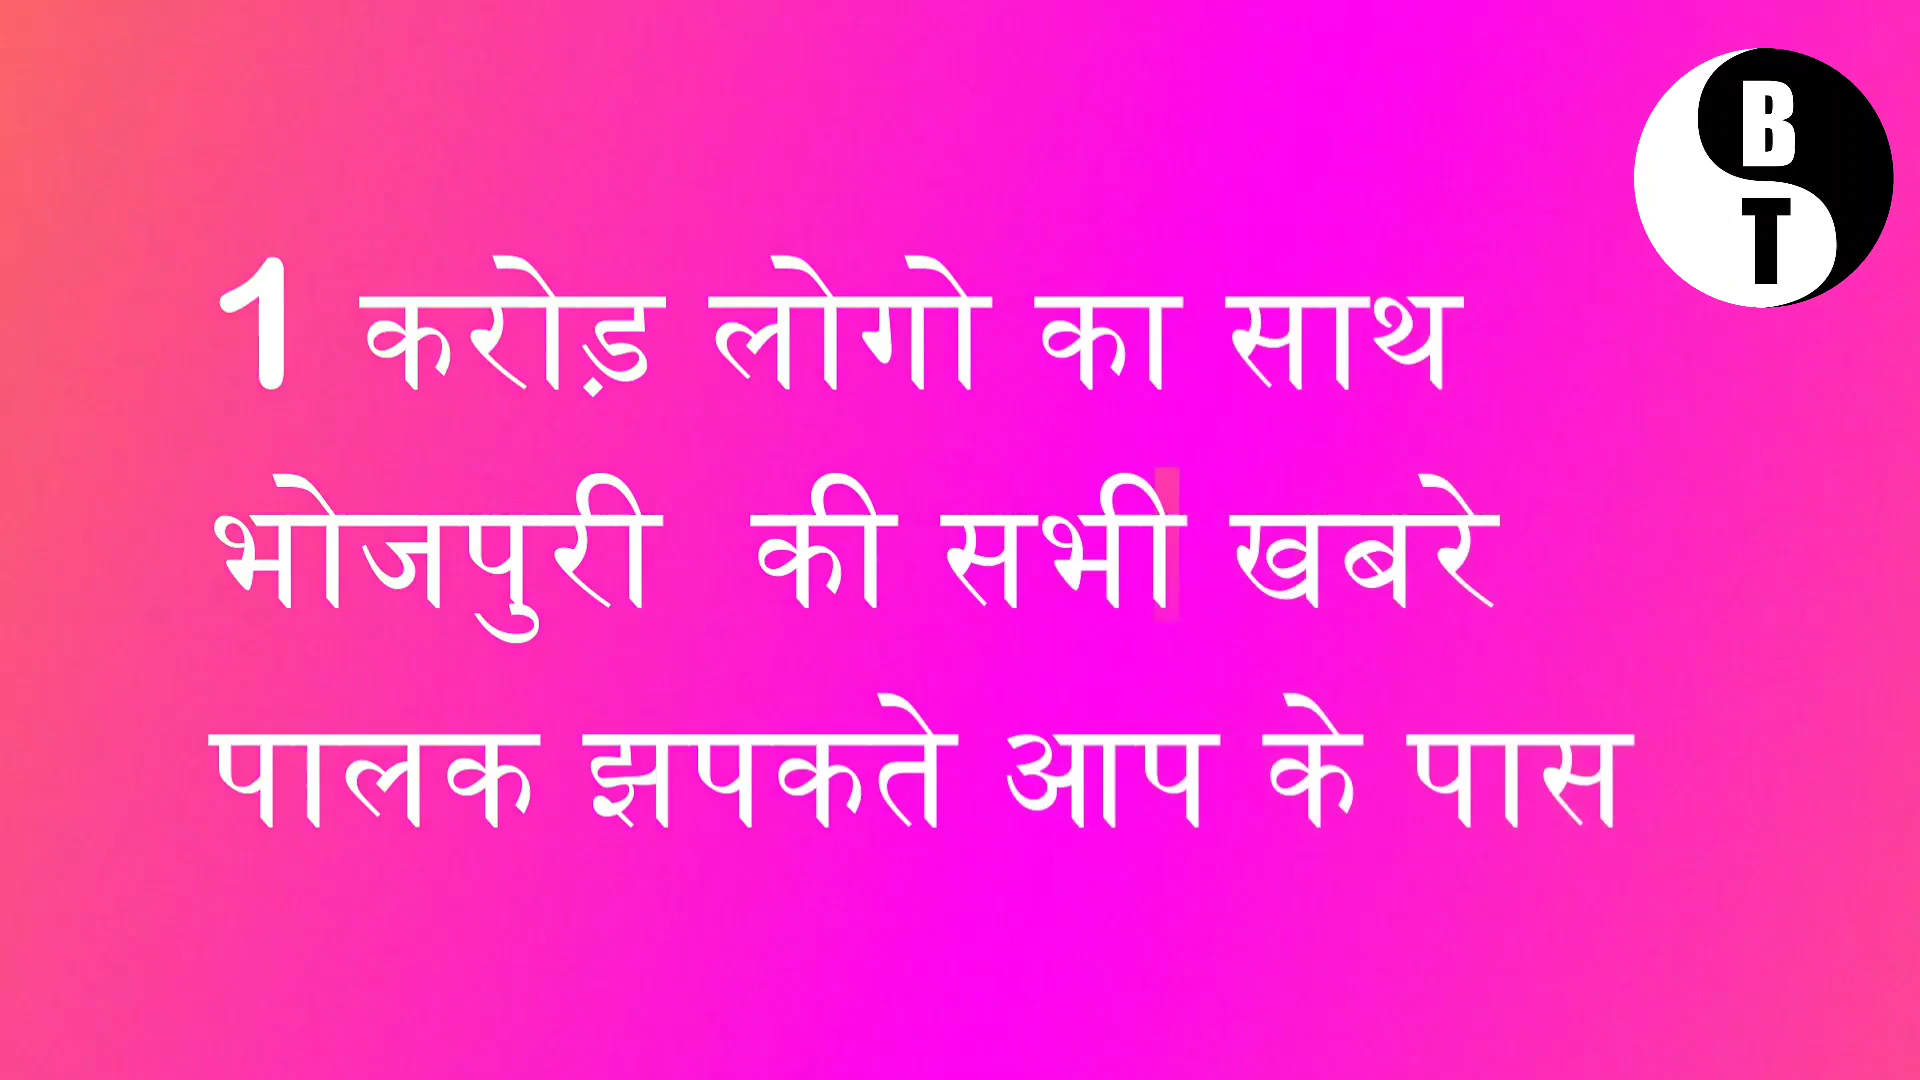 B
T
1 करोड़ लोगो का साथ
भोजपुरी की सभी खबरे
पालक झपकते आप के पास